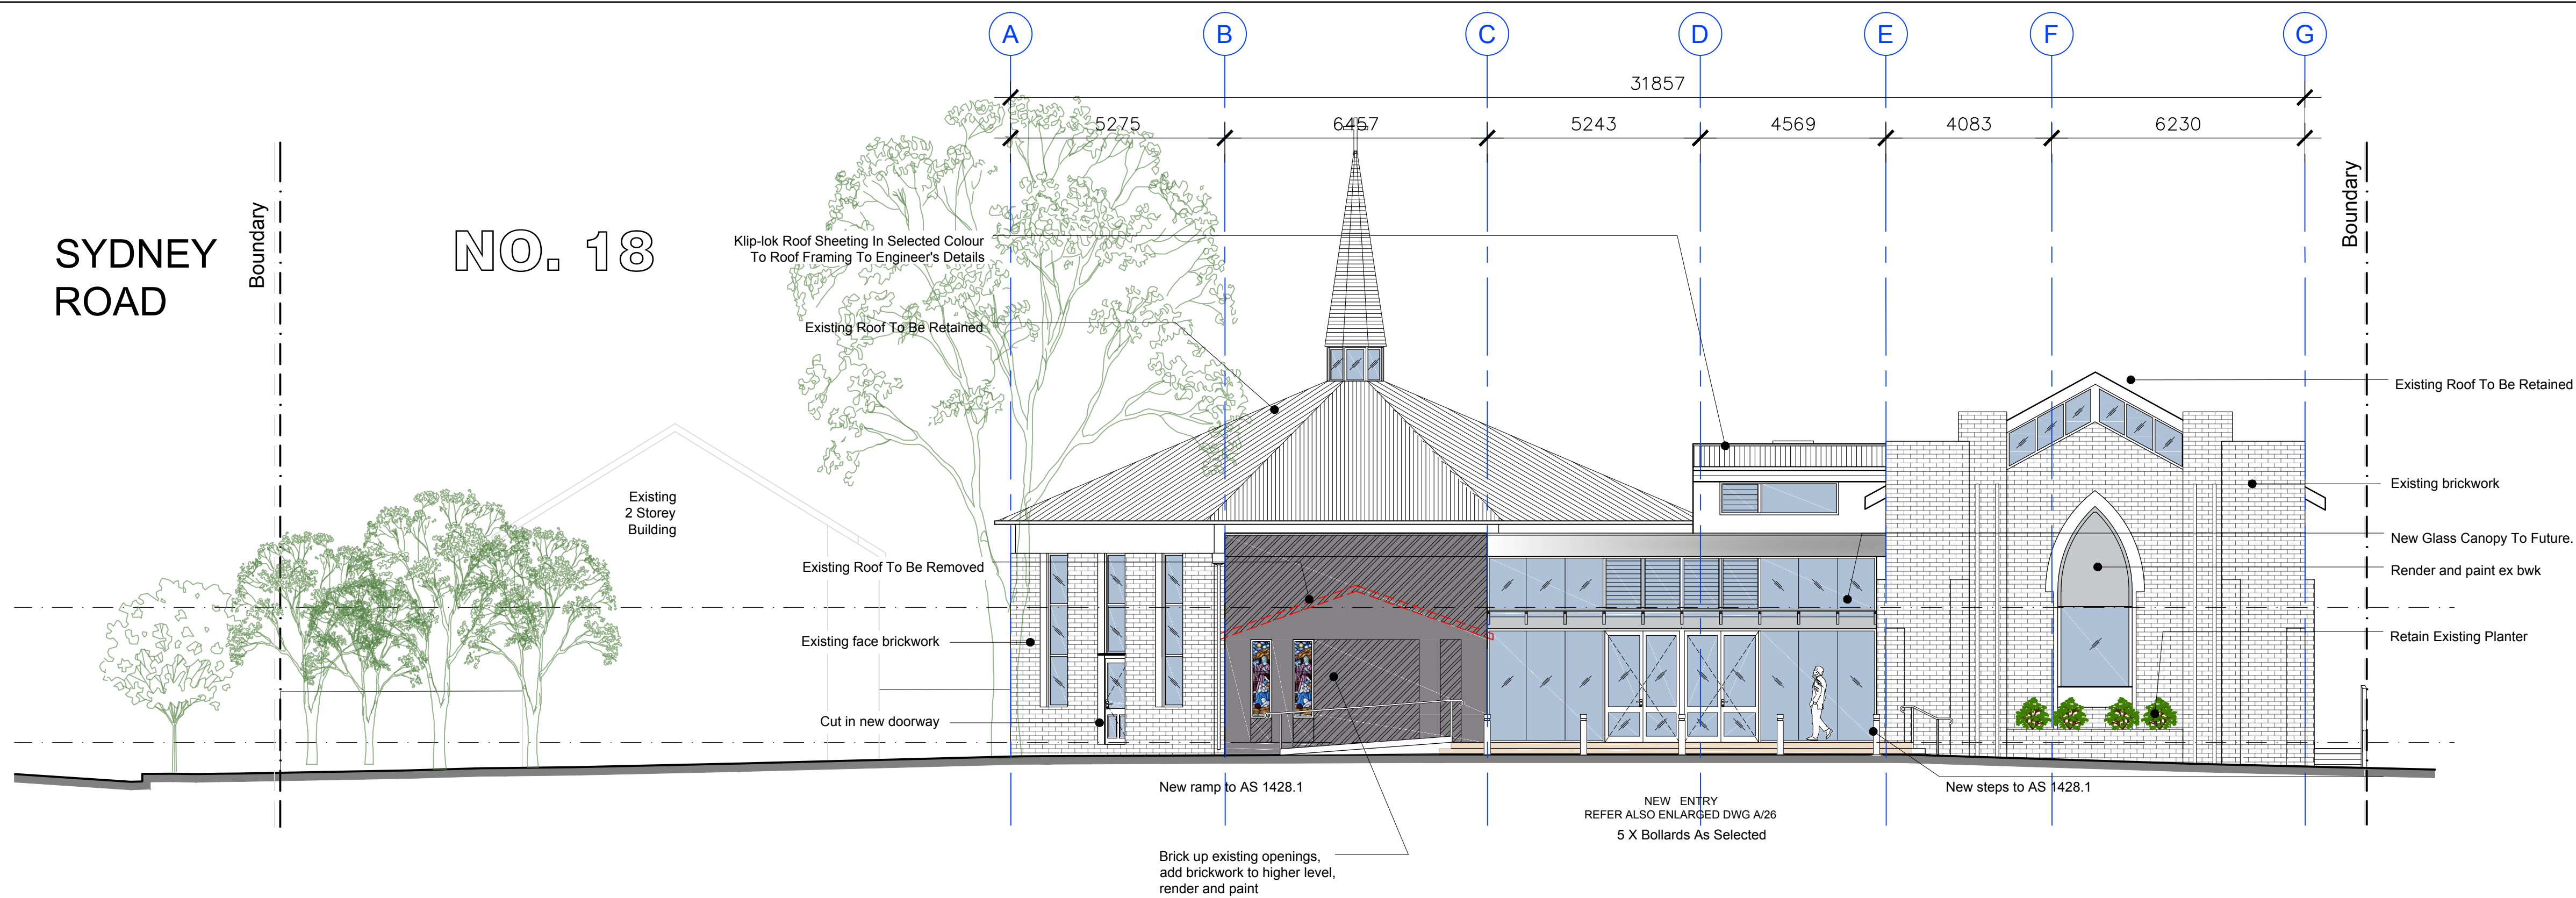 A B C D E F G
31857
5275 6457 5243 4569 4083 6230
SYDNEY
ROAD
Boundary
NO. 18
Boundary
Klip-lok Roof Sheeting In Selected Colour
To Roof Framing To Engineer's Details
Existing Roof To Be Retained
Existing Roof To Be Retained
Existing
2 Storey
Building
Existing brickwork
New Glass Canopy To Future.
Existing Roof To Be Removed
Render and paint ex bwk
Existing face brickwork
Retain Existing Planter
Cut in new doorway
New ramp to AS 1428.1
New steps to AS 1428.1
NEW ENTRY
REFER ALSO ENLARGED DWG A/26
5 X Bollards As Selected
Brick up existing openings,
add brickwork to higher level,
render and paint